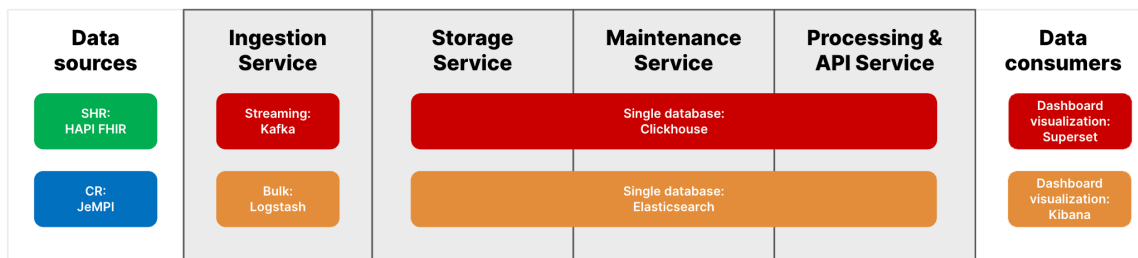 Data
sources
Ingestion
Service
Storage
Service
Maintenance
Service
Processing &
API Service
Data
consumers
SHR:
HAPI FHIR
Streaming:
Kafka
Single database:
Clickhouse
Dashboard
visualization:
Superset
CR:
JeMPI
Bulk:
Logstash
Single database:
Elasticsearch
Dashboard
visualization:
Kibana